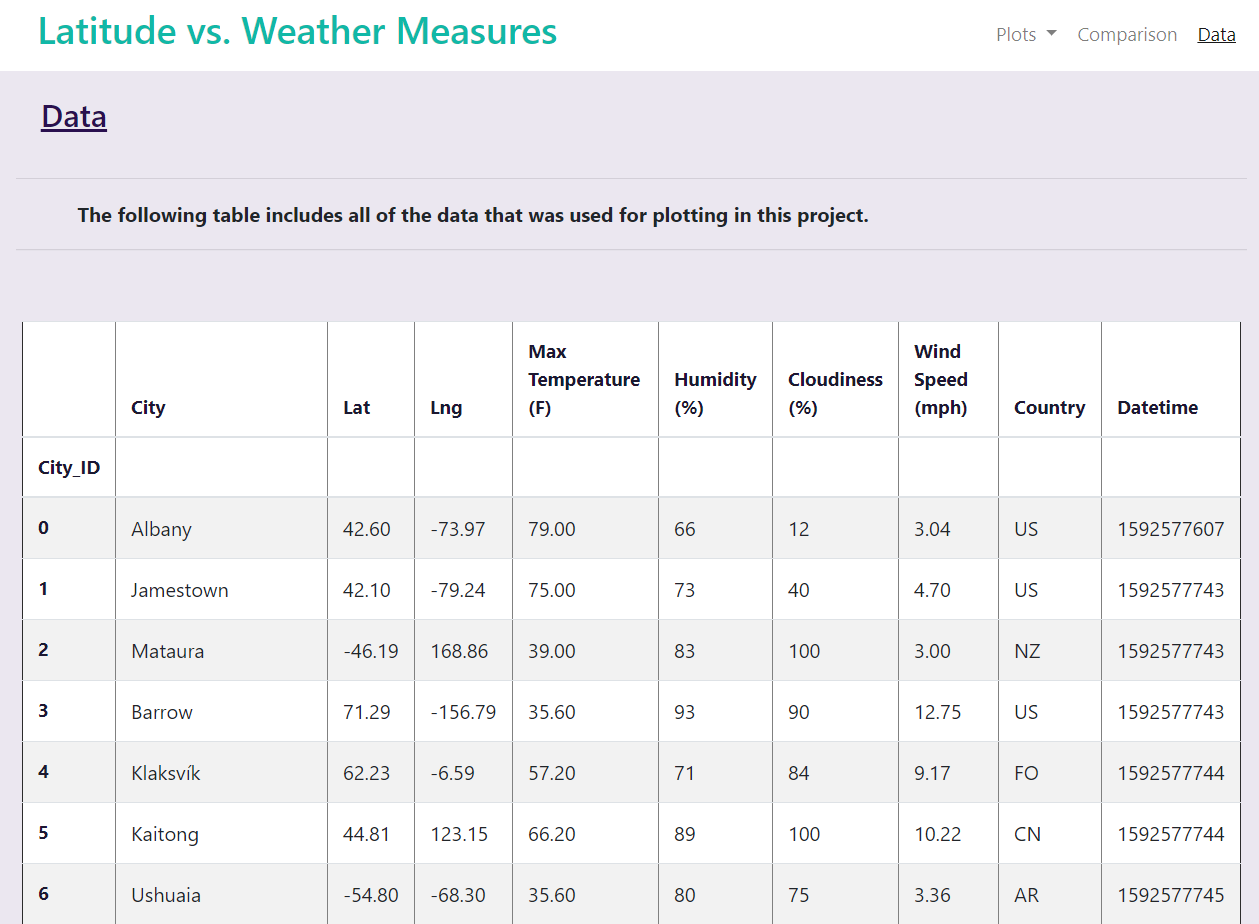 Latitude vs. Weather Measures Plots Comparison Data
Data
The following table includes all of the data that was used for plotting in this project.
City Lat Lng Max Temperature (F) Humidity (%) Cloudiness (%) Wind Speed (mph) Country Datetime
City_ID
0 Albany 42.60 -73.97 79.00 66 12 3.04 US 1592577607
1 Jamestown 42.10 -79.24 75.00 73 40 4.70 US 1592577743
2 Mataura -46.19 168.86 39.00 83 100 3.00 NZ 1592577743
3 Barrow 71.29 -156.79 35.60 93 90 12.75 US 1592577743
4 Klaksvík 62.23 -6.59 57.20 71 84 9.17 FO 1592577744
5 Kaitong 44.81 123.15 66.20 89 100 10.22 CN 1592577744
6 Ushuaia -54.80 -68.30 35.60 80 75 3.36 AR 1592577745